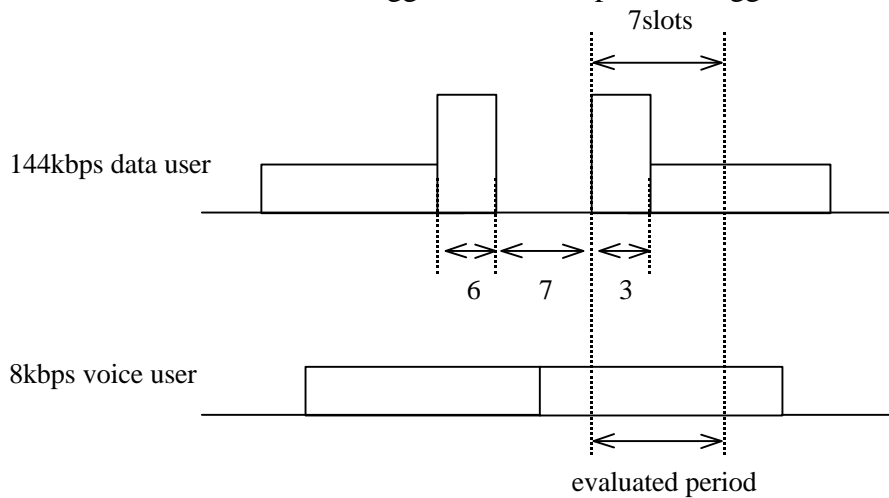 7slots
144kbps data user
6
7
3
8kbps voice user
evaluated period